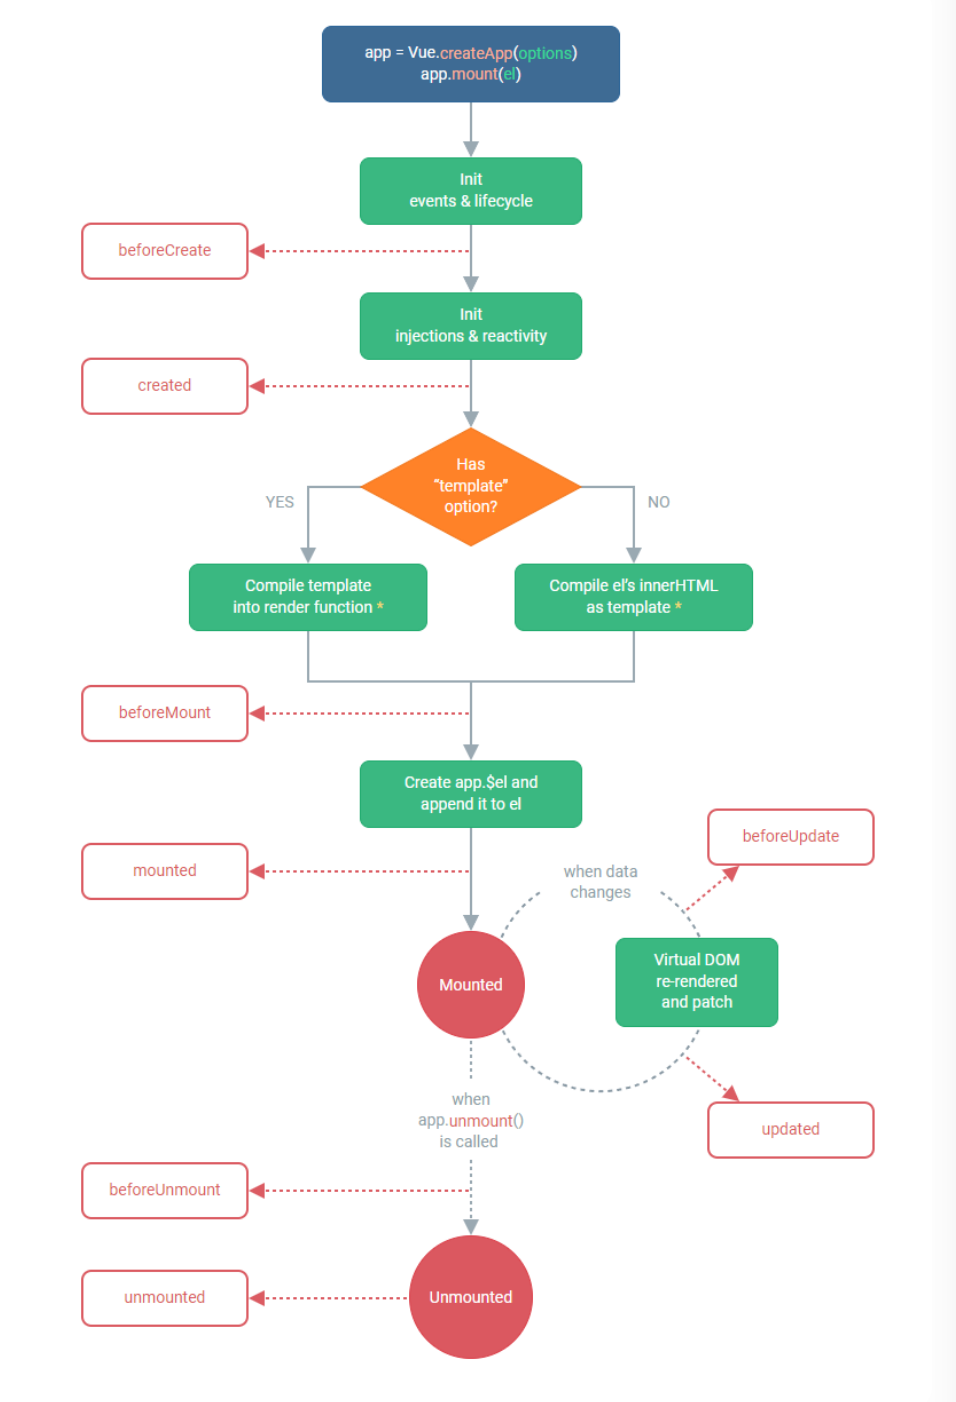 app = Vue.createApp(options)
app.mount(el)
Init
events & lifecycle
beforeCreate
Init
injections & reactivity
created
Has
“template”
option?
YES
NO
Compile template
into render function *
Compile el’s innerHTML
as template *
beforeMount
Create app.$el and
append it to el
beforeUpdate
mounted
when data
changes
Virtual DOM
re-rendered
and patch
Mounted
when
app.unmount()
is called
updated
beforeUnmount
unmounted
Unmounted